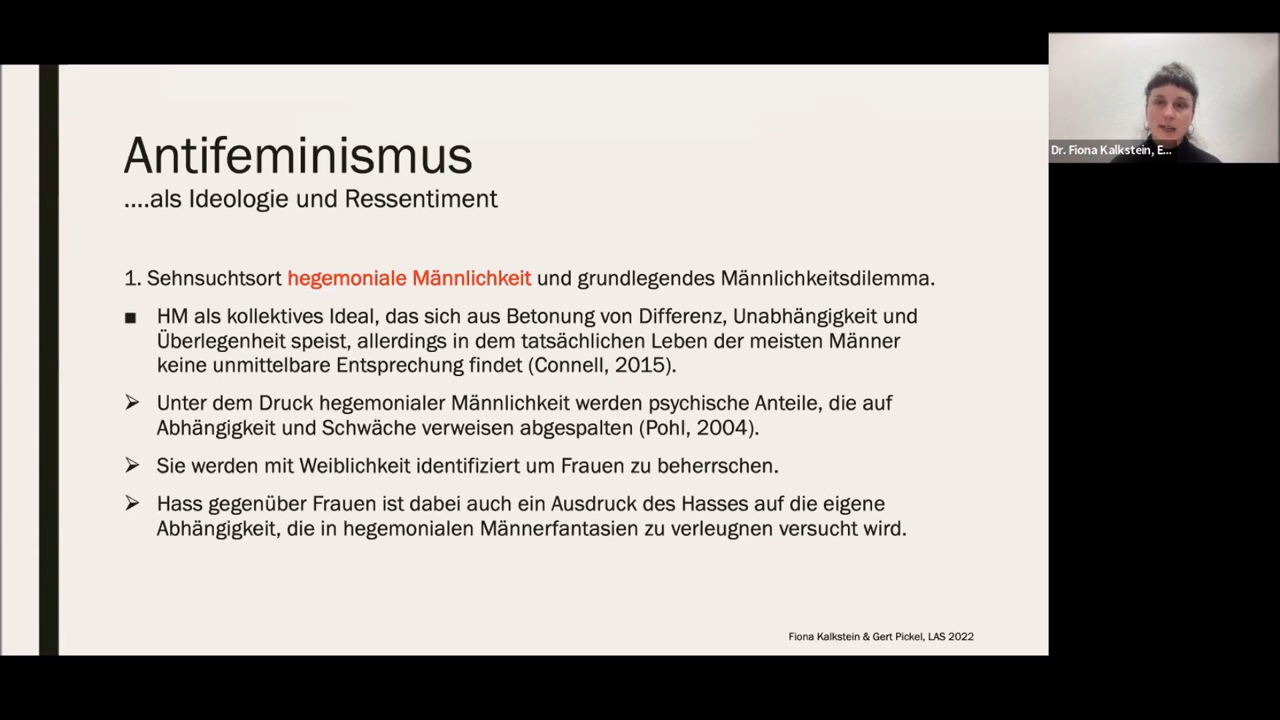 Antifeminismus
....als Ideologie und Ressentiment
1. Sehnsuchtsort hegemoniale Männlichkeit und grundlegendes Männlichkeitsdilemma.
■ HM als kollektives Ideal, das sich aus Betonung von Differenz, Unabhängigkeit und
Überlegenheit speist, allerdings in dem tatsächlichen Leben der meisten Männer
keine unmittelbare Entsprechung findet (Connell, 2015).
➢ Unter dem Druck hegemonialer Männlichkeit werden psychische Anteile, die auf
Abhängigkeit und Schwäche verweisen abgespalten (Pohl, 2004).
➢ Sie werden mit Weiblichkeit identifiziert um Frauen zu beherrschen.
➢ Hass gegenüber Frauen ist dabei auch ein Ausdruck des Hasses auf die eigene
Abhängigkeit, die in hegemonialen Männerfantasien zu verleugnen versucht wird.
Fiona Kalkstein & Gert Pickel, LAS 2022
Dr. Fiona Kalkstein, E...